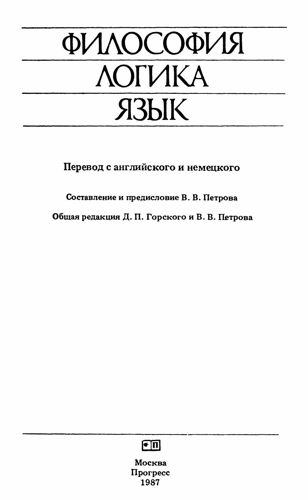 ФИЛОСОФИЯ
ЛОГИКА
ЯЗЫК
Перевод с английского и немецкого
Составление и предисловие В. В. Петрова
Общая редакция Д. П. Горского и В. В. Петрова
Москва
Прогресс
1987